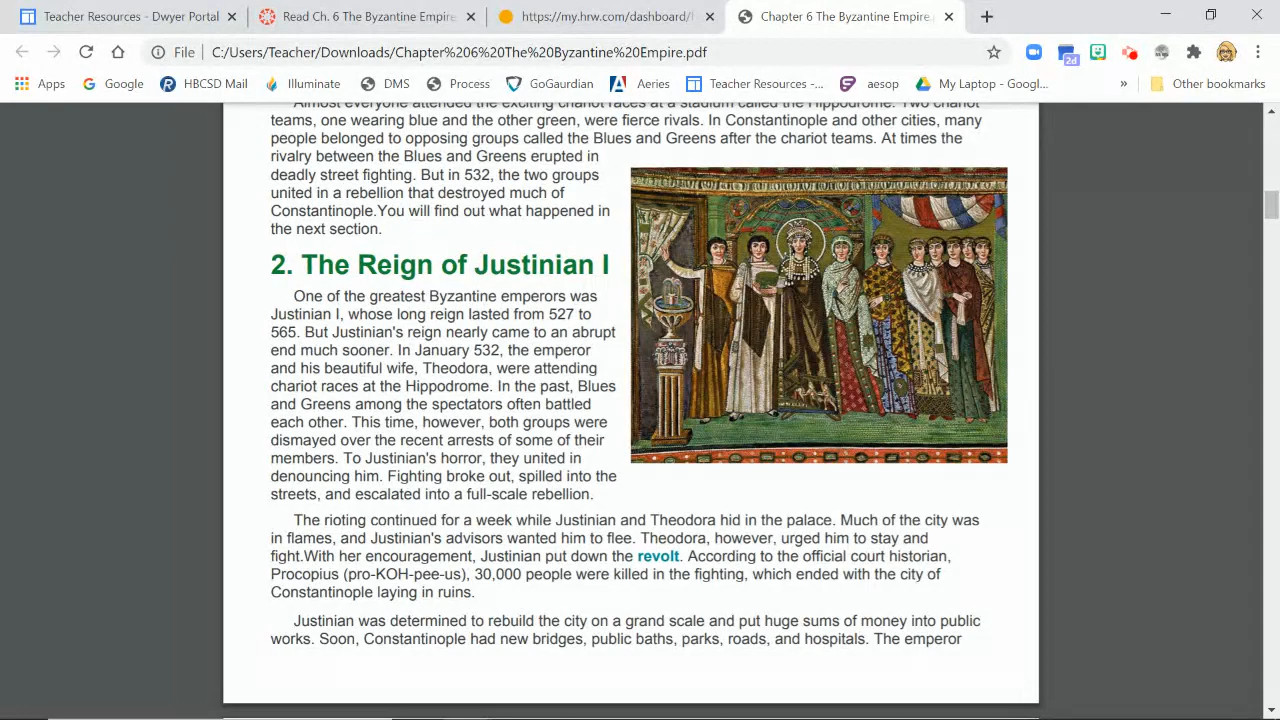 Teacher Resources - Dwyer Portal
Read Ch. 6 The Byzantine Empire
https://my.hrw.com/dashboard/
Chapter 6 The Byzantine Empire.
File
C:/Users/Teacher/Downloads/Chapter%206%20The%20Byzantine%20Empire.pdf
2d
Apps
Google
HBCSD Mail
Illuminate
DMS
Process
GoGaurdian
Aeries
Teacher Resources -...
aesop
My Laptop - Googl...
»
Other bookmarks
Almost everyone attended the exciting chariot races at a stadium called the Hippodrome. Two chariot
teams, one wearing blue and the other green, were fierce rivals. In Constantinople and other cities, many
people belonged to opposing groups called the Blues and Greens after the chariot teams. At times the
rivalry between the Blues and Greens erupted in
deadly street fighting. But in 532, the two groups
united in a rebellion that destroyed much of
Constantinople.You will find out what happened in
the next section.
2. The Reign of Justinian I
One of the greatest Byzantine emperors was
Justinian I, whose long reign lasted from 527 to
565. But Justinian's reign nearly came to an abrupt
end much sooner. In January 532, the emperor
and his beautiful wife, Theodora, were attending
chariot races at the Hippodrome. In the past, Blues
and Greens among the spectators often battled
each other. This time, however, both groups were
dismayed over the recent arrests of some of their
members. To Justinian's horror, they united in
denouncing him. Fighting broke out, spilled into the
streets, and escalated into a full-scale rebellion.
The rioting continued for a week while Justinian and Theodora hid in the palace. Much of the city was
in flames, and Justinian's advisors wanted him to flee. Theodora, however, urged him to stay and
fight.With her encouragement, Justinian put down the revolt. According to the official court historian,
Procopius (pro-KOH-pee-us), 30,000 people were killed in the fighting, which ended with the city of
Constantinople laying in ruins.
Justinian was determined to rebuild the city on a grand scale and put huge sums of money into public
works. Soon, Constantinople had new bridges, public baths, parks, roads, and hospitals. The emperor